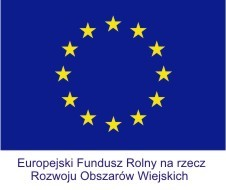 Europejski Fundusz Rolny na rzecz
Rozwoju Obszarów Wiejskich